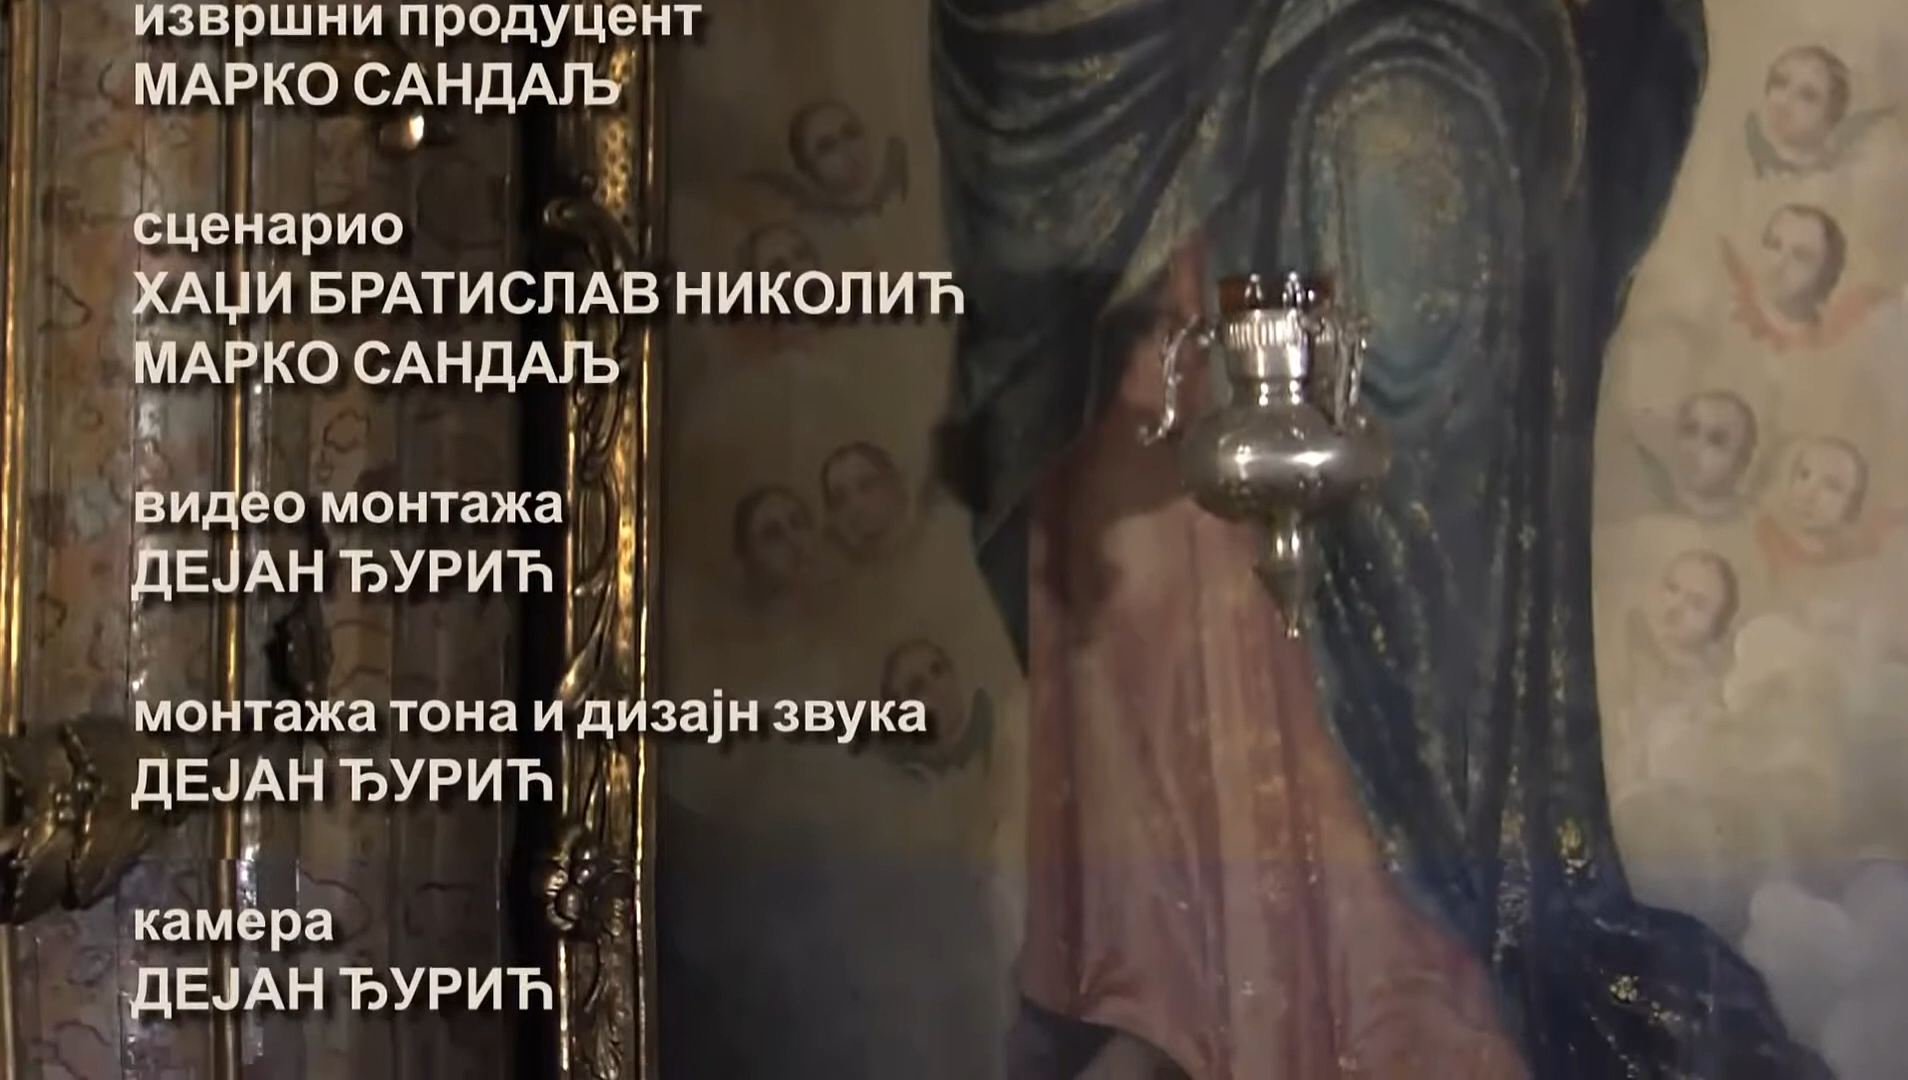 извршни продуцент
МАРКО САНДАЉ
сценарио
ХАЏИ БРАТИСЛАВ НИКОЛИЋ
МАРКО САНДАЉ
видео монтажа
ДЕЈАН ЂУРИЋ
монтажа тона и дизајн звука
ДЕЈАН ЂУРИЋ
камера
ДЕЈАН ЂУРИЋ